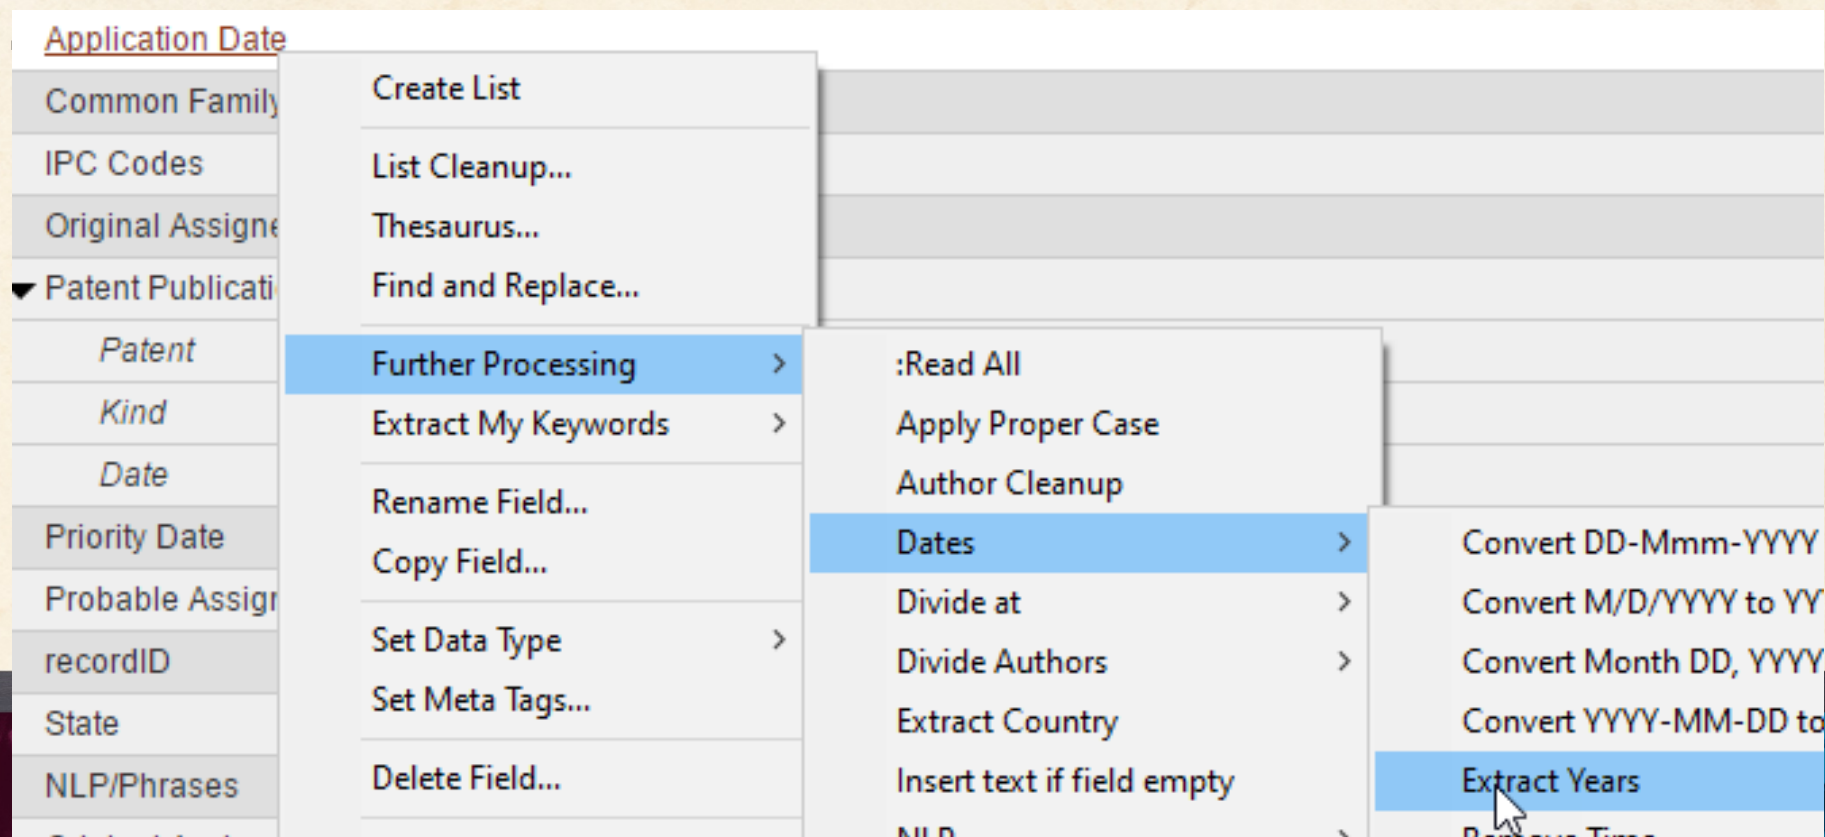 Application Date
Common Family
IPC Codes
Original Assigne
Patent Publicati
Patent
Kind
Date
Priority Date
Probable Assigr
recordID
State
NLP/Phrases
Create List
List Cleanup...
Thesaurus...
Find and Replace...
Further Processing
Extract My Keywords
Rename Field...
Copy Field...
Set Data Type
Set Meta Tags...
Delete Field...
:Read All
Apply Proper Case
Author Cleanup
Dates
Divide at
Divide Authors
Extract Country
Insert text if field empty
NLP
Convert DD-Mmm-YYYY
Convert M/D/YYYY to YY
Convert Month DD, YYYY
Convert YYYY-MM-DD to
Extract Years
Remove Time